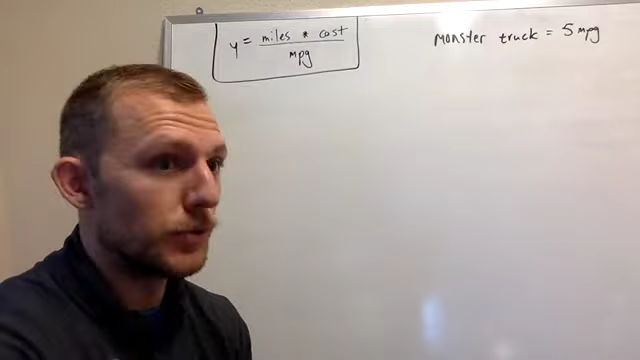 y = miles * cost
mpg
Monster truck = 5 mpg